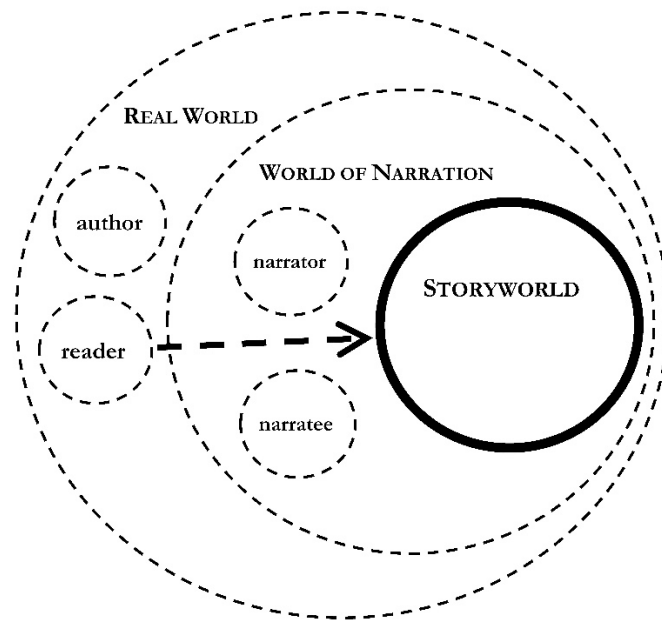 REAL WORLD
WORLD OF NARRATION
author
narrator
STORYWORLD
reader
narratee